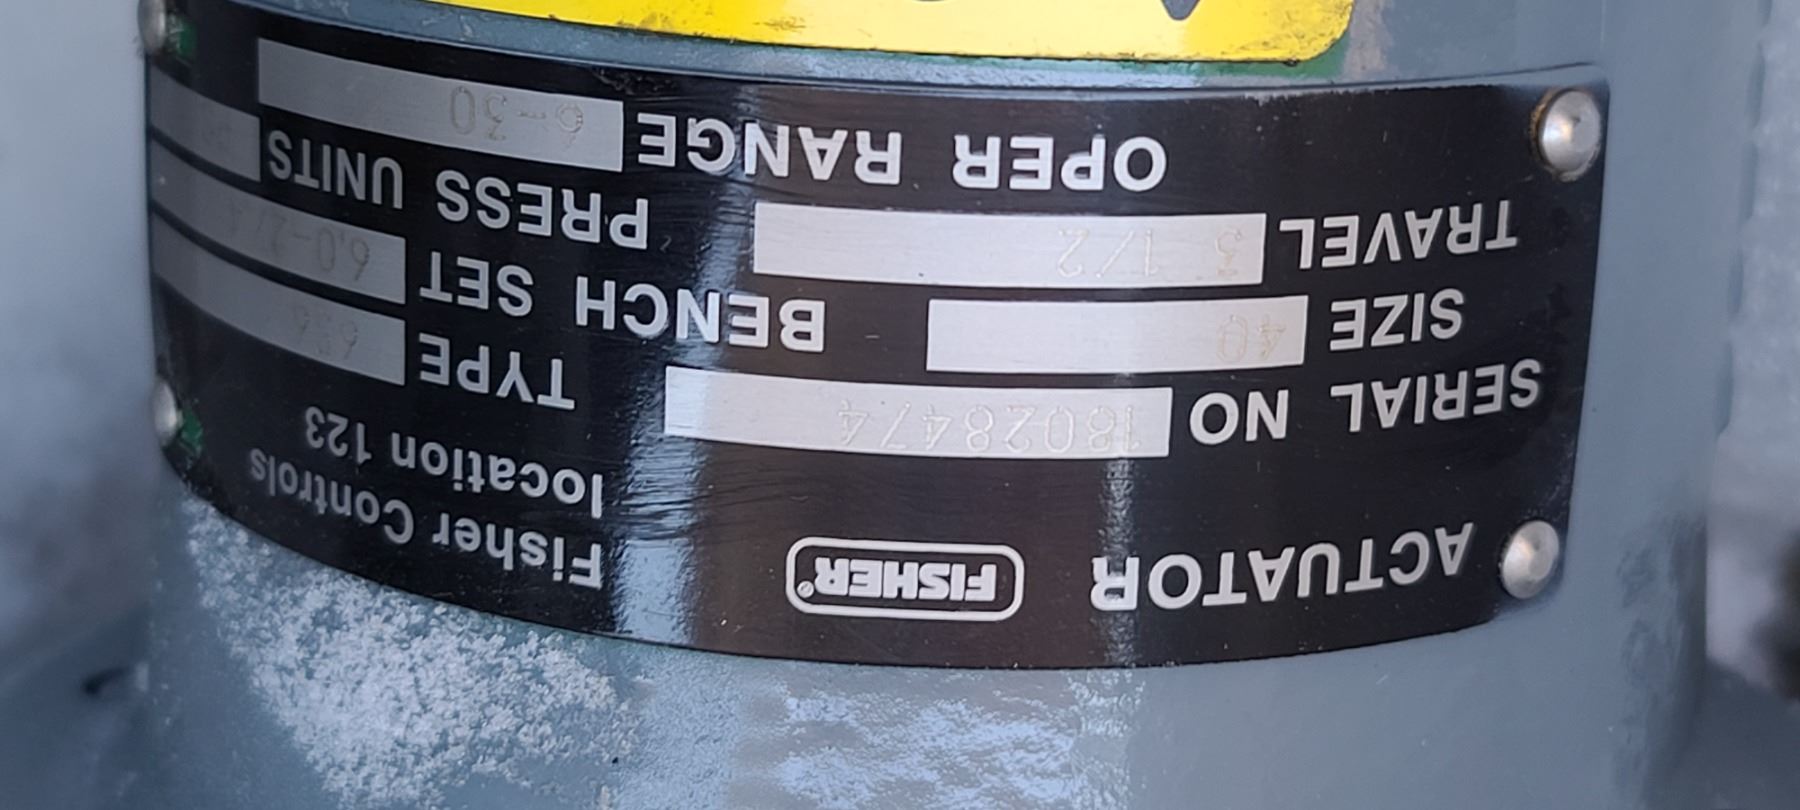 ACTUATOR FISHER® Fisher Controls
location 123
SERIAL NO 18028474 TYPE 656
SIZE 40 BENCH SET
TRAVEL 3 1/2 PRESS UNITS
OPER RANGE 6-30